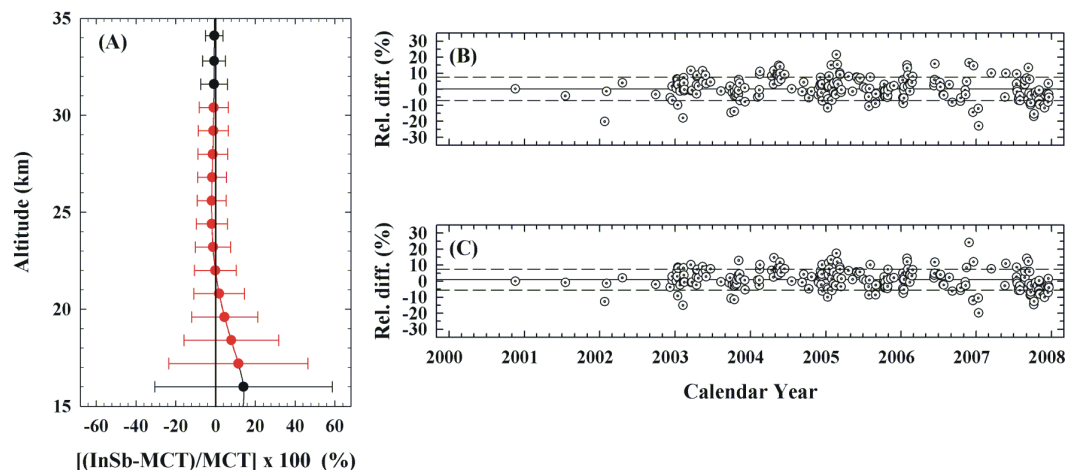 (A)
35
30
25
20
15
Altitude (km)
-60 -40 -20 0 20 40 60
[(InSb-MCT)/MCT] x 100 (%)
(B)
30
20
10
0
-10
-20
-30
Rel. diff. (%)
(C)
30
20
10
0
-10
-20
-30
Rel. diff. (%)
2000 2001 2002 2003 2004 2005 2006 2007 2008
Calendar Year